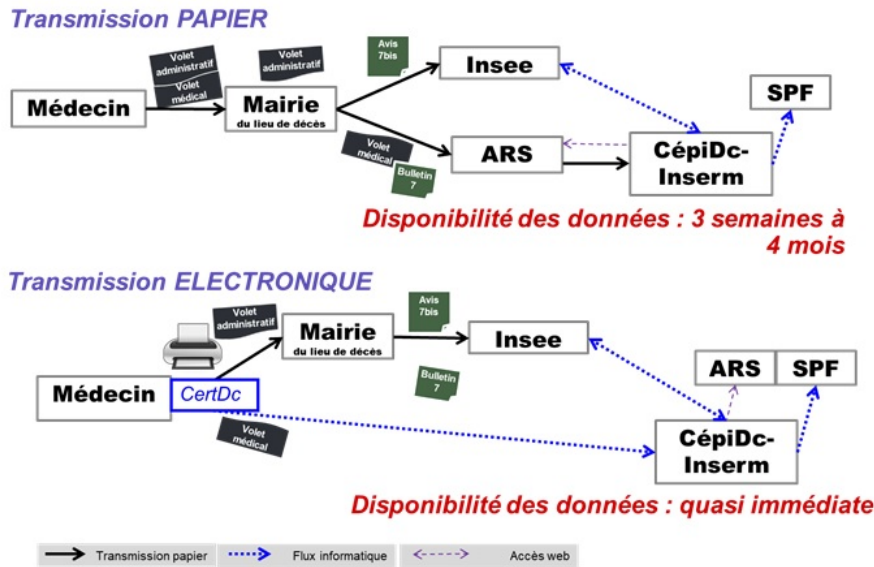 Transmission PAPIER
Volet
administratif
Volet
médical
Volet
administratif
Avis
7bis
Médecin
Mairie
du lieu de décès
Insee
SPF
Volet
médical
Bulletin
7
ARS
CépiDc-
Inserm
Disponibilité des données : 3 semaines à
4 mois
Transmission ELECTRONIQUE
Volet
administratif
Avis
7bis
Mairie
du lieu de décès
Insee
Bulletin
7
ARS
SPF
Médecin
CertDc
Volet
médical
CépiDc-
Inserm
Disponibilité des données : quasi immédiate
Transmission papier
Flux informatique
Accès web